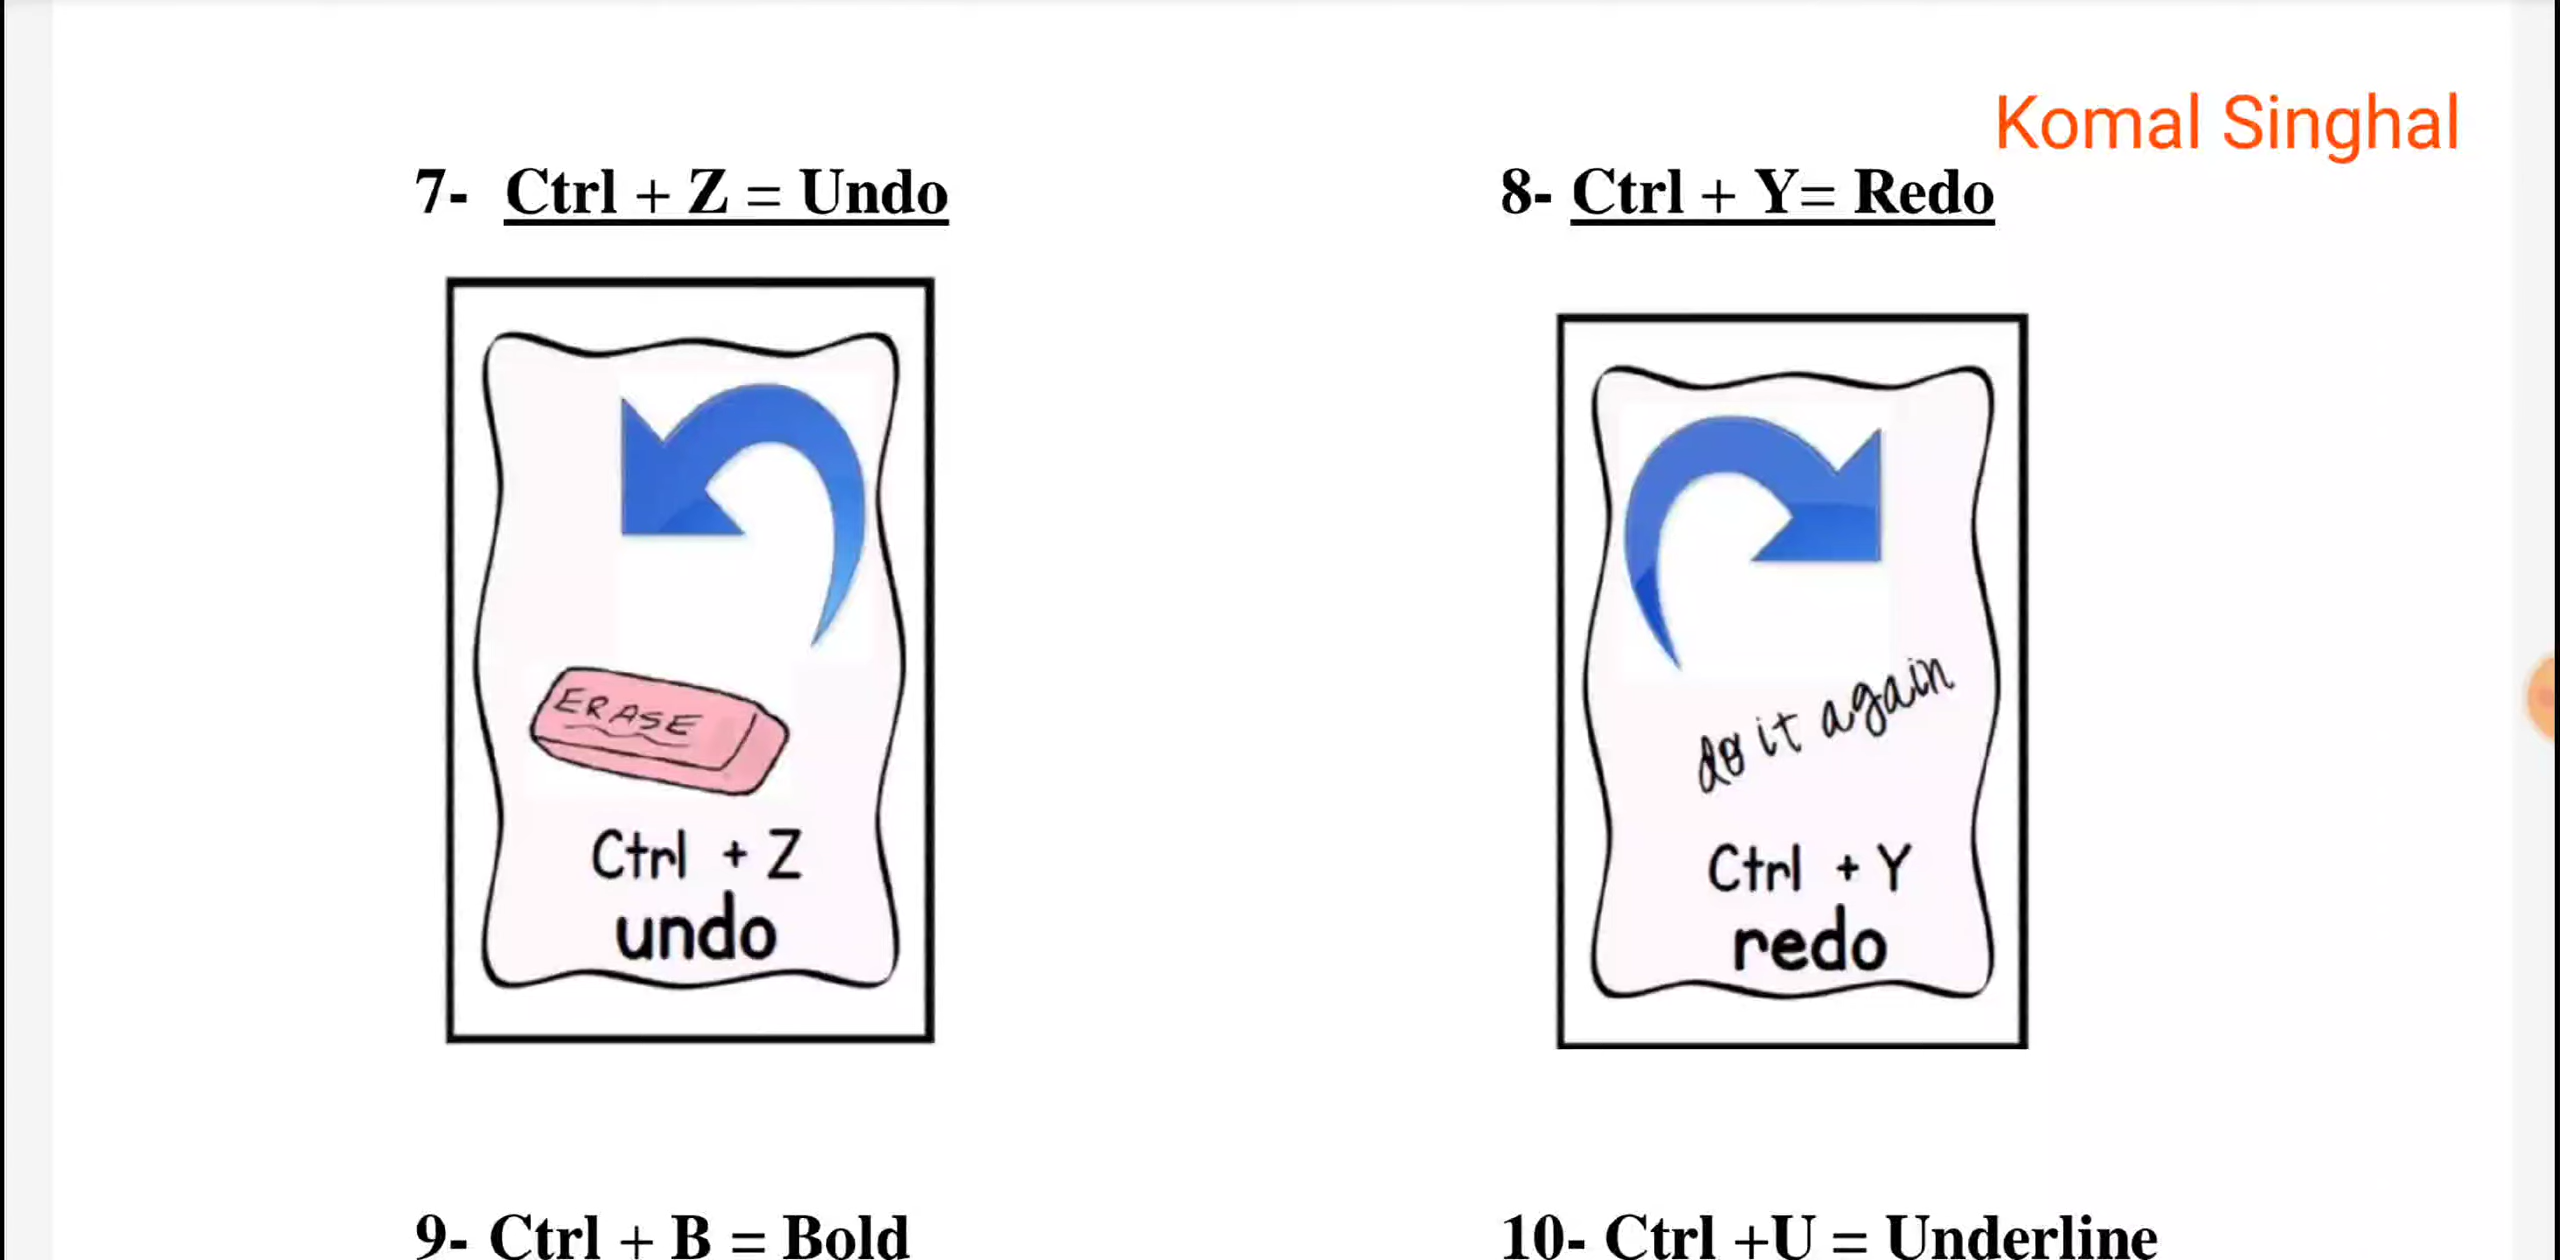 Komal Singhal
7- Ctrl + Z = Undo
8- Ctrl + Y= Redo
ERASE
Ctrl + Z
undo
do it again
Ctrl + Y
redo
9- Ctrl + B = Bold
10- Ctrl +U = Underline